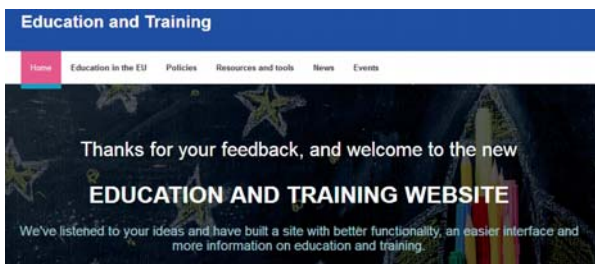 Education and Training
Home Education in the EU Policies Resources and tools News Events
Thanks for your feedback, and welcome to the new
EDUCATION AND TRAINING WEBSITE
We've listened to your ideas and have built a site with better functionality, an easier interface and
more information on education and training.